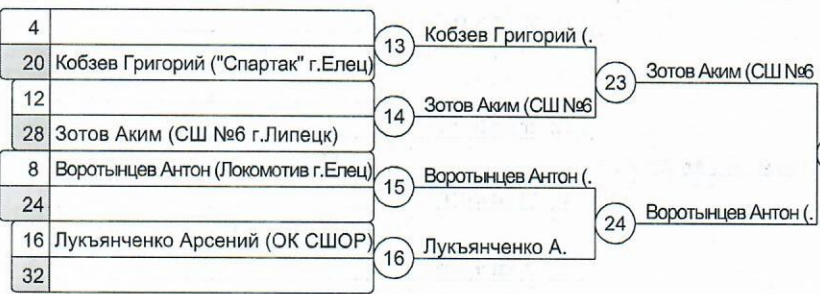 4
20 Кобзев Григорий ("Спартак" г.Елец)
13 Кобзев Григорий (.
12
28 Зотов Аким (СШ №6 г.Липецк)
14 Зотов Аким (СШ №6
23 Зотов Аким (СШ №6
8 Воротынцев Антон (Локомотив г.Елец)
24
15 Воротынцев Антон (.
16 Лукъянченко Арсений (ОК СШОР)
32
16 Лукъянченко А.
24 Воротынцев Антон (.